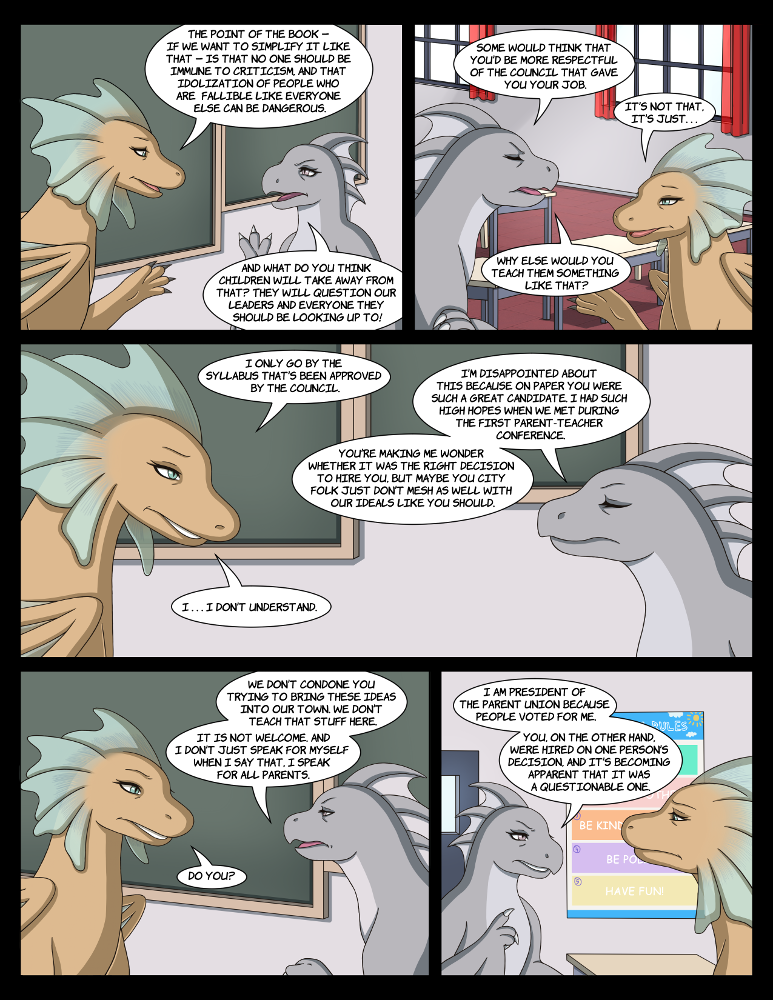 THE POINT OF THE BOOK –
IF WE WANT TO SIMPLIFY IT LIKE
THAT – IS THAT NO ONE SHOULD BE
IMMUNE TO CRITICISM, AND THAT
IDOLIZATION OF PEOPLE WHO
ARE FALLIBLE LIKE EVERYONE
ELSE CAN BE DANGEROUS.
AND WHAT DO YOU THINK
CHILDREN WILL TAKE AWAY FROM
THAT? THEY WILL QUESTION OUR
LEADERS AND EVERYONE THEY
SHOULD BE LOOKING UP TO!
SOME WOULD THINK THAT
YOU'D BE MORE RESPECTFUL
OF THE COUNCIL THAT GAVE
YOU YOUR JOB.
IT'S NOT THAT.
IT'S JUST . . .
WHY ELSE WOULD YOU
TEACH THEM SOMETHING
LIKE THAT?
I ONLY GO BY THE
SYLLABUS THAT'S BEEN APPROVED
BY THE COUNCIL.
I'M DISAPPOINTED ABOUT
THIS BECAUSE ON PAPER YOU WERE
SUCH A GREAT CANDIDATE. I HAD SUCH
HIGH HOPES WHEN WE MET DURING
THE FIRST PARENT-TEACHER
CONFERENCE.
YOU'RE MAKING ME WONDER
WHETHER IT WAS THE RIGHT DECISION
TO HIRE YOU. BUT MAYBE YOU CITY
FOLK JUST DON'T MESH AS WELL WITH
OUR IDEALS LIKE YOU SHOULD.
I . . . I DON'T UNDERSTAND.
WE DON'T CONDONE YOU
TRYING TO BRING THESE IDEAS
INTO OUR TOWN. WE DON'T
TEACH THAT STUFF HERE.
IT IS NOT WELCOME. AND
I DON'T JUST SPEAK FOR MYSELF
WHEN I SAY THAT. I SPEAK
FOR ALL PARENTS.
DO YOU?
I AM PRESIDENT OF
THE PARENT UNION BECAUSE
PEOPLE VOTED FOR ME.
YOU, ON THE OTHER HAND,
WERE HIRED ON ONE PERSON'S
DECISION, AND IT'S BECOMING
APPARENT THAT IT WAS
A QUESTIONABLE ONE.
RULES
BE KIND
BE PO
HAVE FUN!